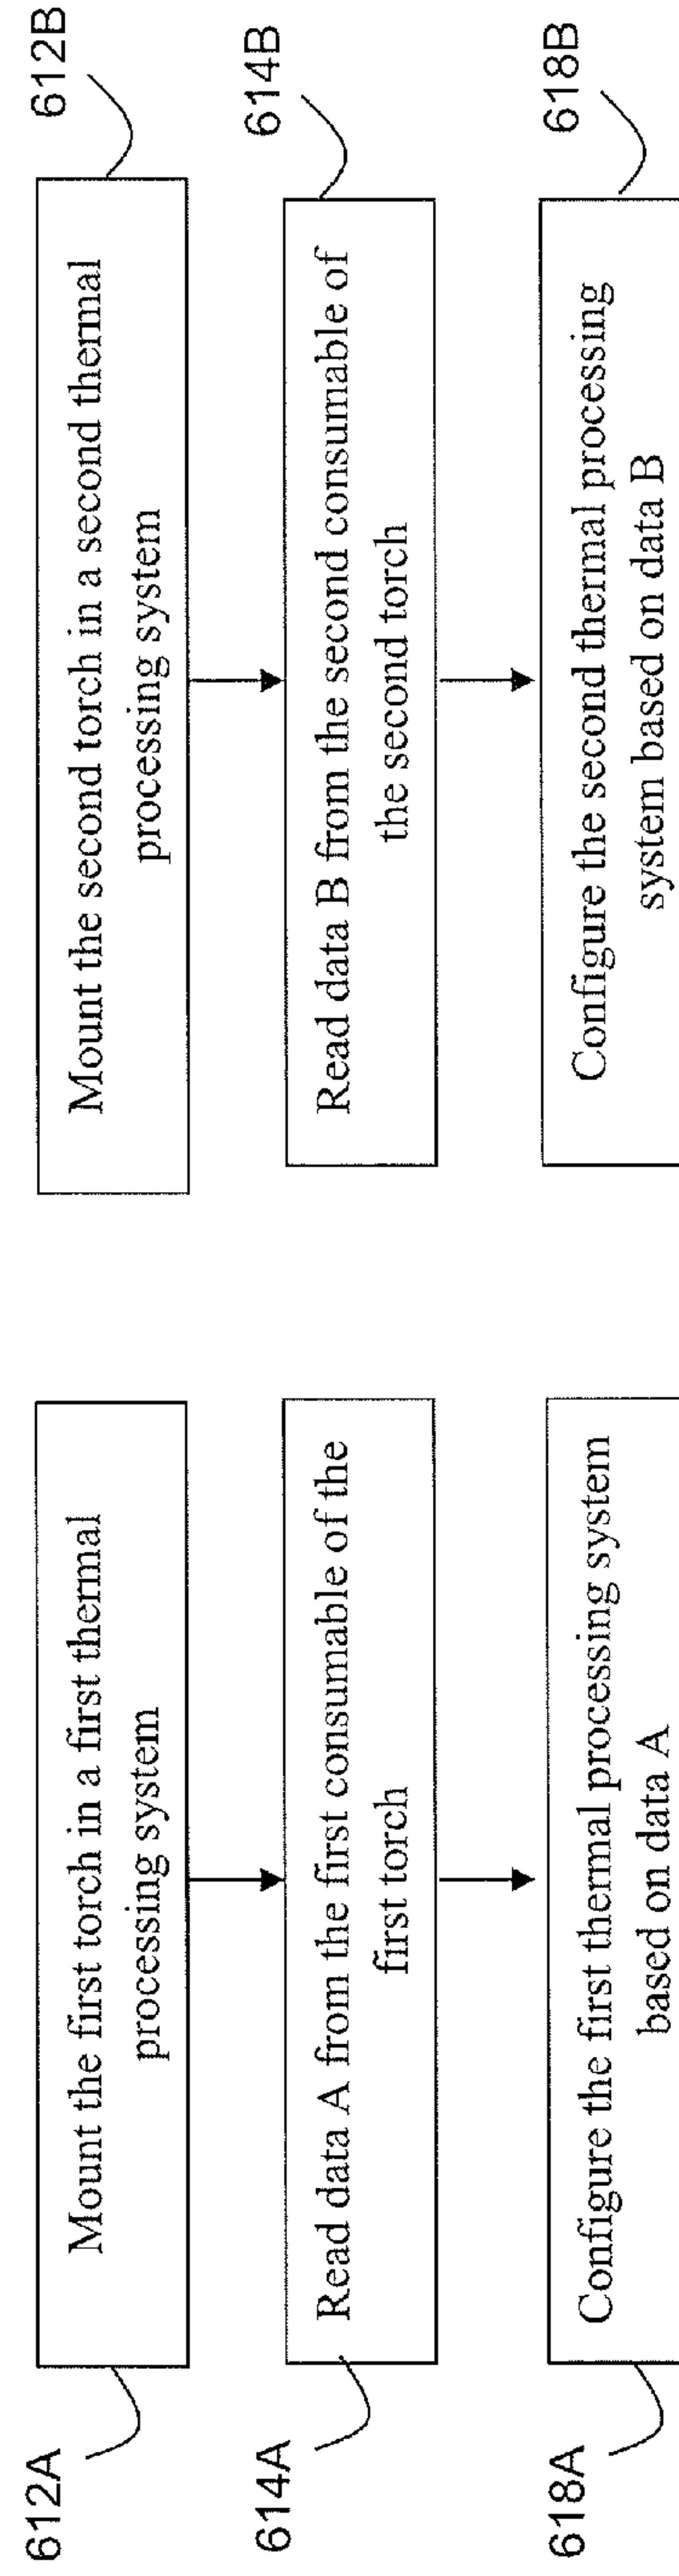 612A
Mount the first torch in a first thermal
processing system
614A
Read data A from the first consumable of the
first torch
618A
Configure the first thermal processing system
based on data A
612B
Mount the second torch in a second thermal
processing system
614B
Read data B from the second consumable of
the second torch
618B
Configure the second thermal processing
system based on data B